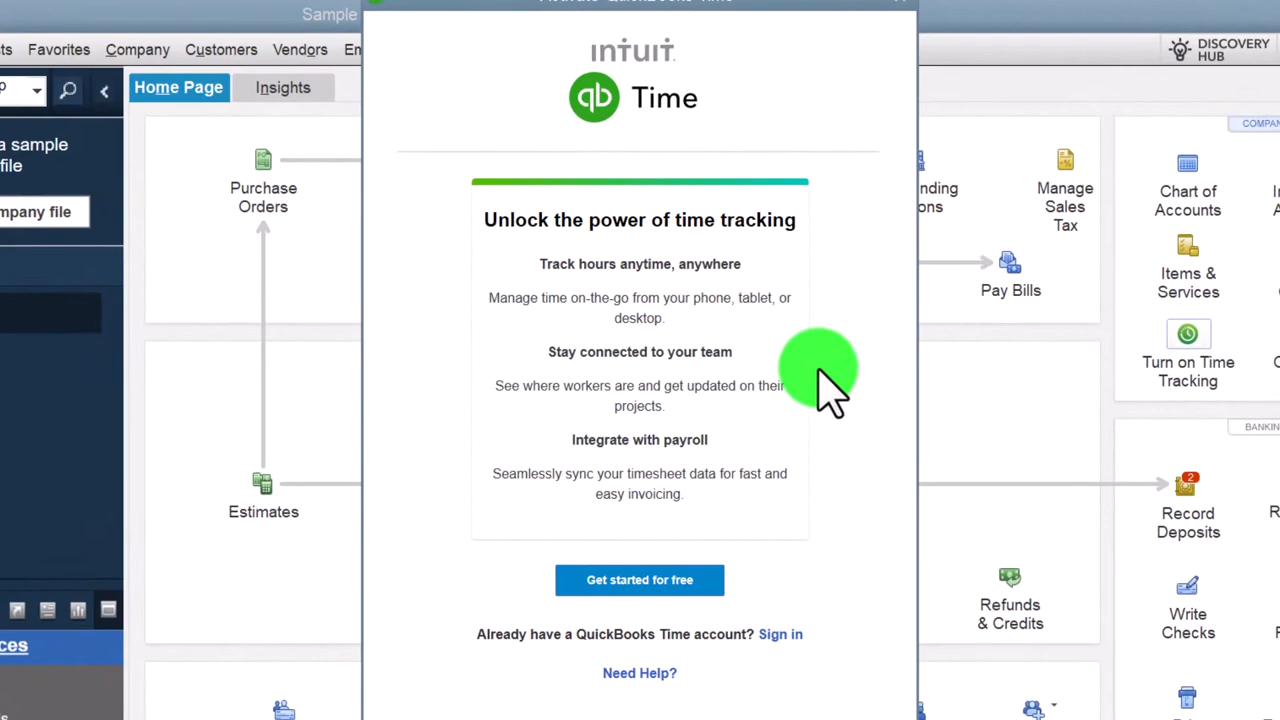 Sample
Favorites Company Customers Vendors
DISCOVERY
HUB
Home Page
Insights
a sample
file
mpany file
intuit
qb Time
Unlock the power of time tracking
Track hours anytime, anywhere
Manage time on-the-go from your phone, tablet, or
desktop.
Stay connected to your team
See where workers are and get updated on their
projects.
Integrate with payroll
Seamlessly sync your timesheet data for fast and
easy invoicing.
Get started for free
Already have a QuickBooks Time account? Sign in
Need Help?
Purchase
Orders
Estimates
Manage
Sales
Tax
Pay Bills
Refunds
& Credits
Chart of
Accounts
Items &
Services
Turn on Time
Tracking
2
Record
Deposits
Write
Checks